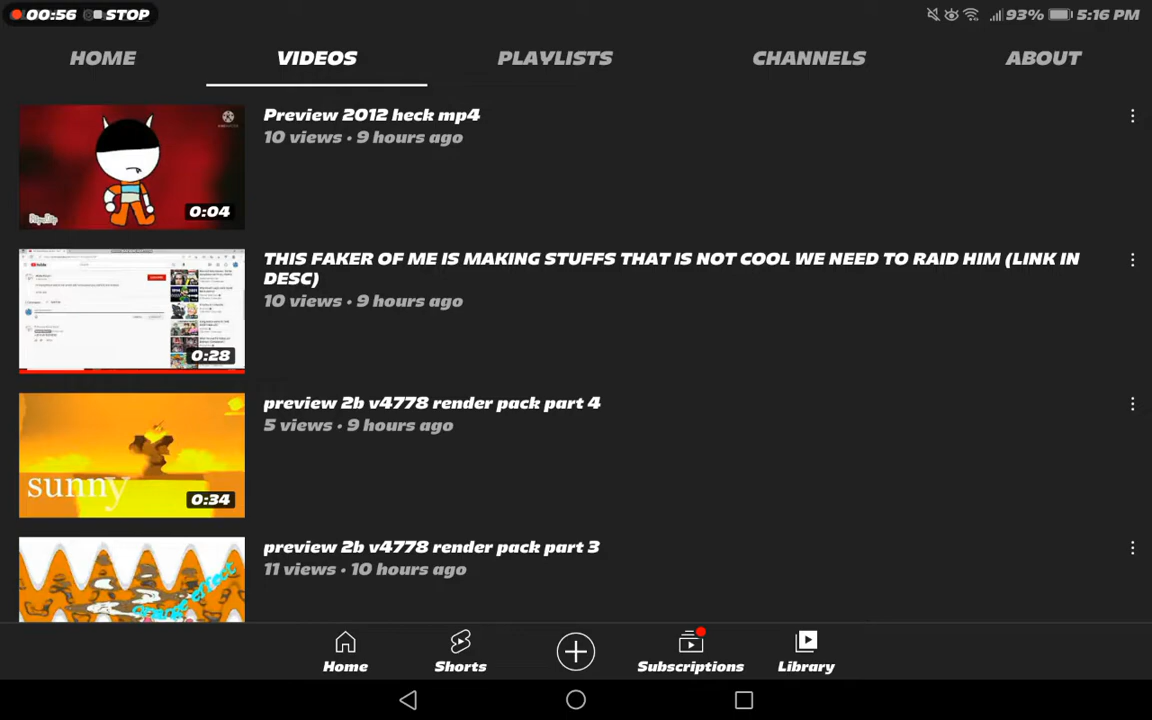 00:56 STOP 93% 5:16 PM
HOME VIDEOS PLAYLISTS CHANNELS ABOUT
Preview 2012 heck mp4
10 views • 9 hours ago
0:04
THIS FAKER OF ME IS MAKING STUFFS THAT IS NOT COOL WE NEED TO RAID HIM (LINK IN
DESC)
10 views • 9 hours ago
0:28
preview 2b v4778 render pack part 4
5 views • 9 hours ago
sunny
0:34
preview 2b v4778 render pack part 3
11 views • 10 hours ago
orange effect
Home Shorts Subscriptions Library